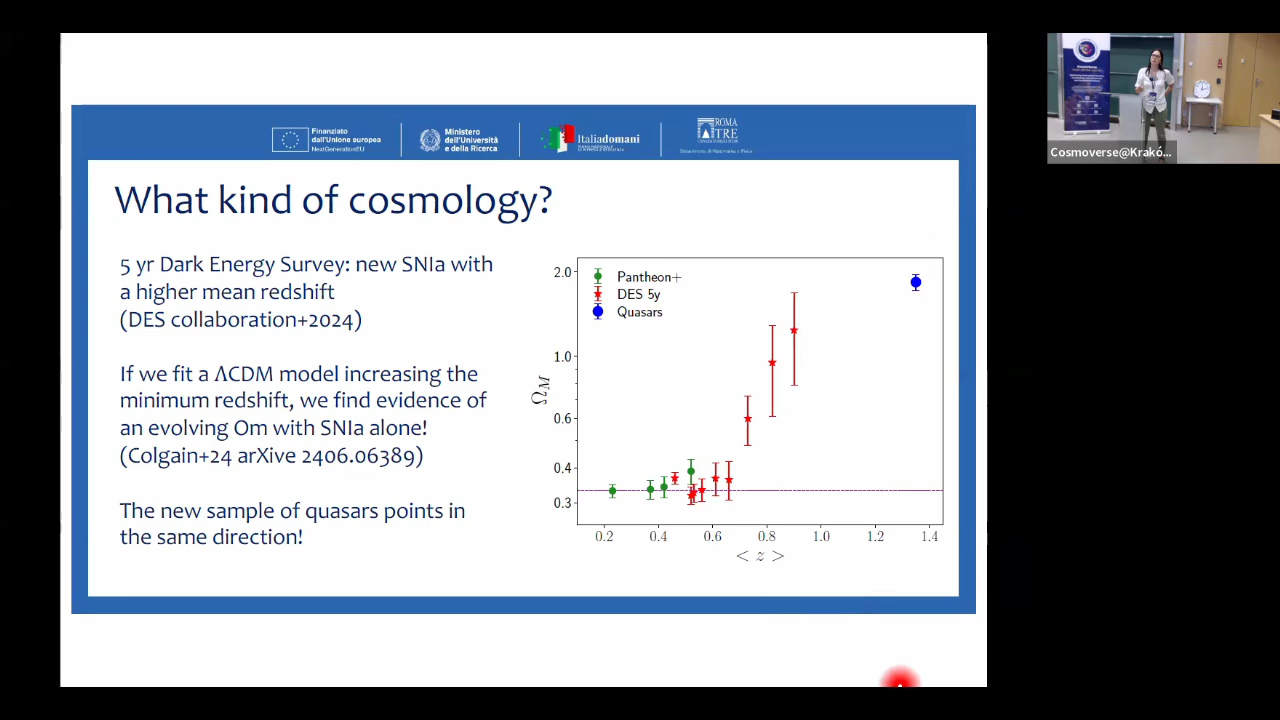 Finanziato
dall'Unione europea
NextGenerationEU
Ministero
dell'Università
e della Ricerca
Italiadomani
ROMA
TRE
What kind of cosmology?
5 yr Dark Energy Survey: new SNIa with
a higher mean redshift
(DES collaboration+2024)
If we fit a ΛCDM model increasing the
minimum redshift, we find evidence of
an evolving Om with SNIa alone!
(Colgain+24 arXive 2406.06389)
The new sample of quasars points in
the same direction!
Pantheon+
DES 5y
Quasars
2.0
1.0
0.6
0.4
0.3
Ω_M
0.2 0.4 0.6 0.8 1.0 1.2 1.4
< z >
Cosmoverse@Krakó...